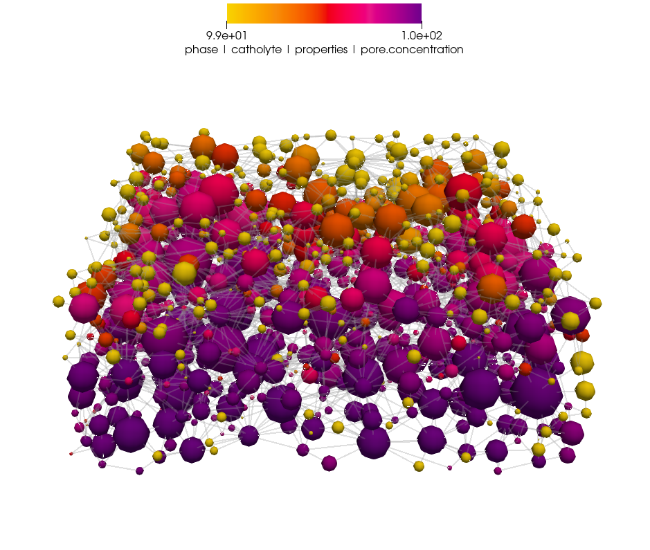 9.9e+01 1.0e+02
phase | catholyte | properties | pore.concentration